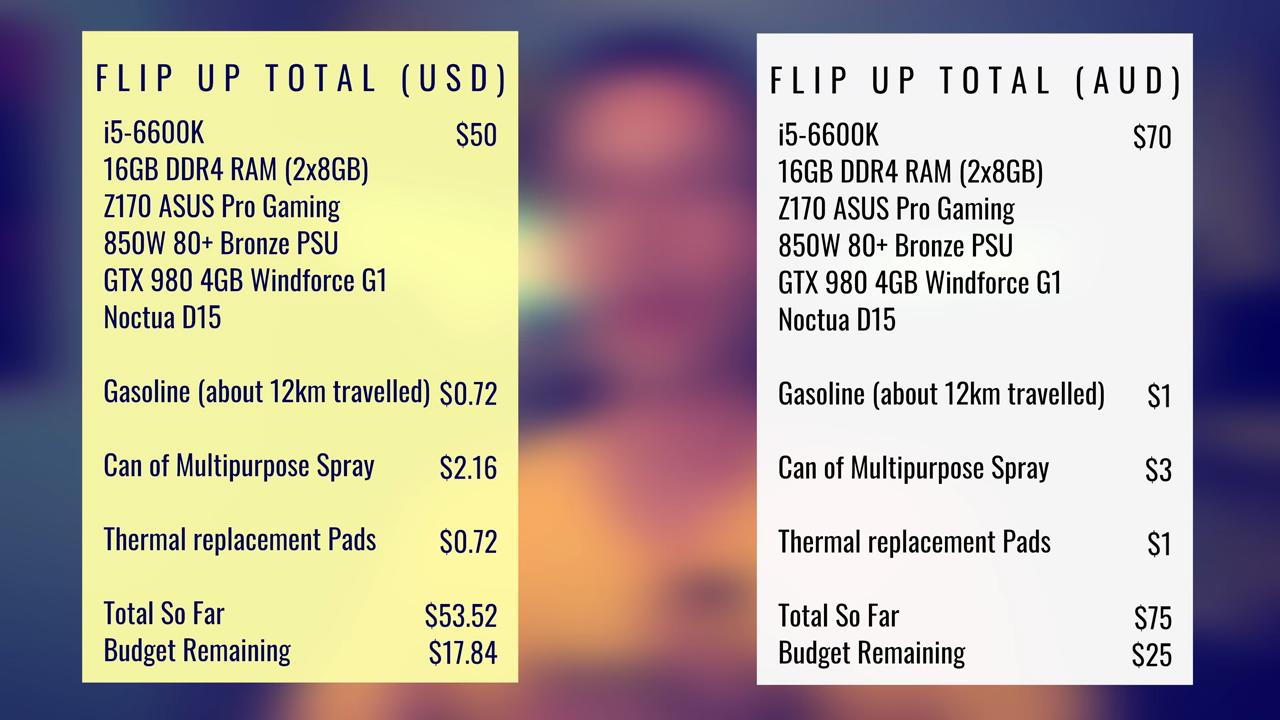 FLIP UP TOTAL (USD)
i5-6600K $50
16GB DDR4 RAM (2x8GB)
Z170 ASUS Pro Gaming
850W 80+ Bronze PSU
GTX 980 4GB Windforce G1
Noctua D15
Gasoline (about 12km travelled) $0.72
Can of Multipurpose Spray $2.16
Thermal replacement Pads $0.72
Total So Far $53.52
Budget Remaining $17.84
FLIP UP TOTAL (AUD)
i5-6600K $70
16GB DDR4 RAM (2x8GB)
Z170 ASUS Pro Gaming
850W 80+ Bronze PSU
GTX 980 4GB Windforce G1
Noctua D15
Gasoline (about 12km travelled) $1
Can of Multipurpose Spray $3
Thermal replacement Pads $1
Total So Far $75
Budget Remaining $25